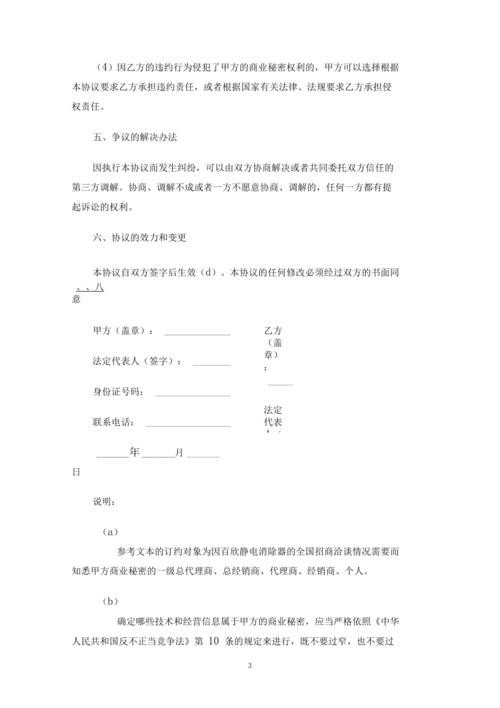 （4）因乙方的违约行为侵犯了甲方的商业秘密权利的，甲方可以选择根据
本协议要求乙方承担违约责任，或者根据国家有关法律、法规要求乙方承担侵
权责任。
五、争议的解决办法
因执行本协议而发生纠纷，可以由双方协商解决或者共同委托双方信任的
第三方调解。协商、调解不成或者一方不愿意协商、调解的，任何一方都有提
起诉讼的权利。
六、协议的效力和变更
本协议自双方签字后生效（d）。本协议的任何修改必须经过双方的书面同
、、八
意
甲方（盖章）：
法定代表人（签字）：
身份证号码：
联系电话：
乙方
（盖
章）
：
法定
代表
年 月
日
说明：
（a）
参考文本的订约对象为因百欣静电消除器的全国招商洽谈情况需要而
知悉甲方商业秘密的一级总代理商、总经销商、代理商、经销商、个人。
（b）
确定哪些技术和经营信息属于甲方的商业秘密，应当严格依照《中华
人民共和国反不正当竞争法》第 10 条的规定来进行，既不要过窄，也不要过
3